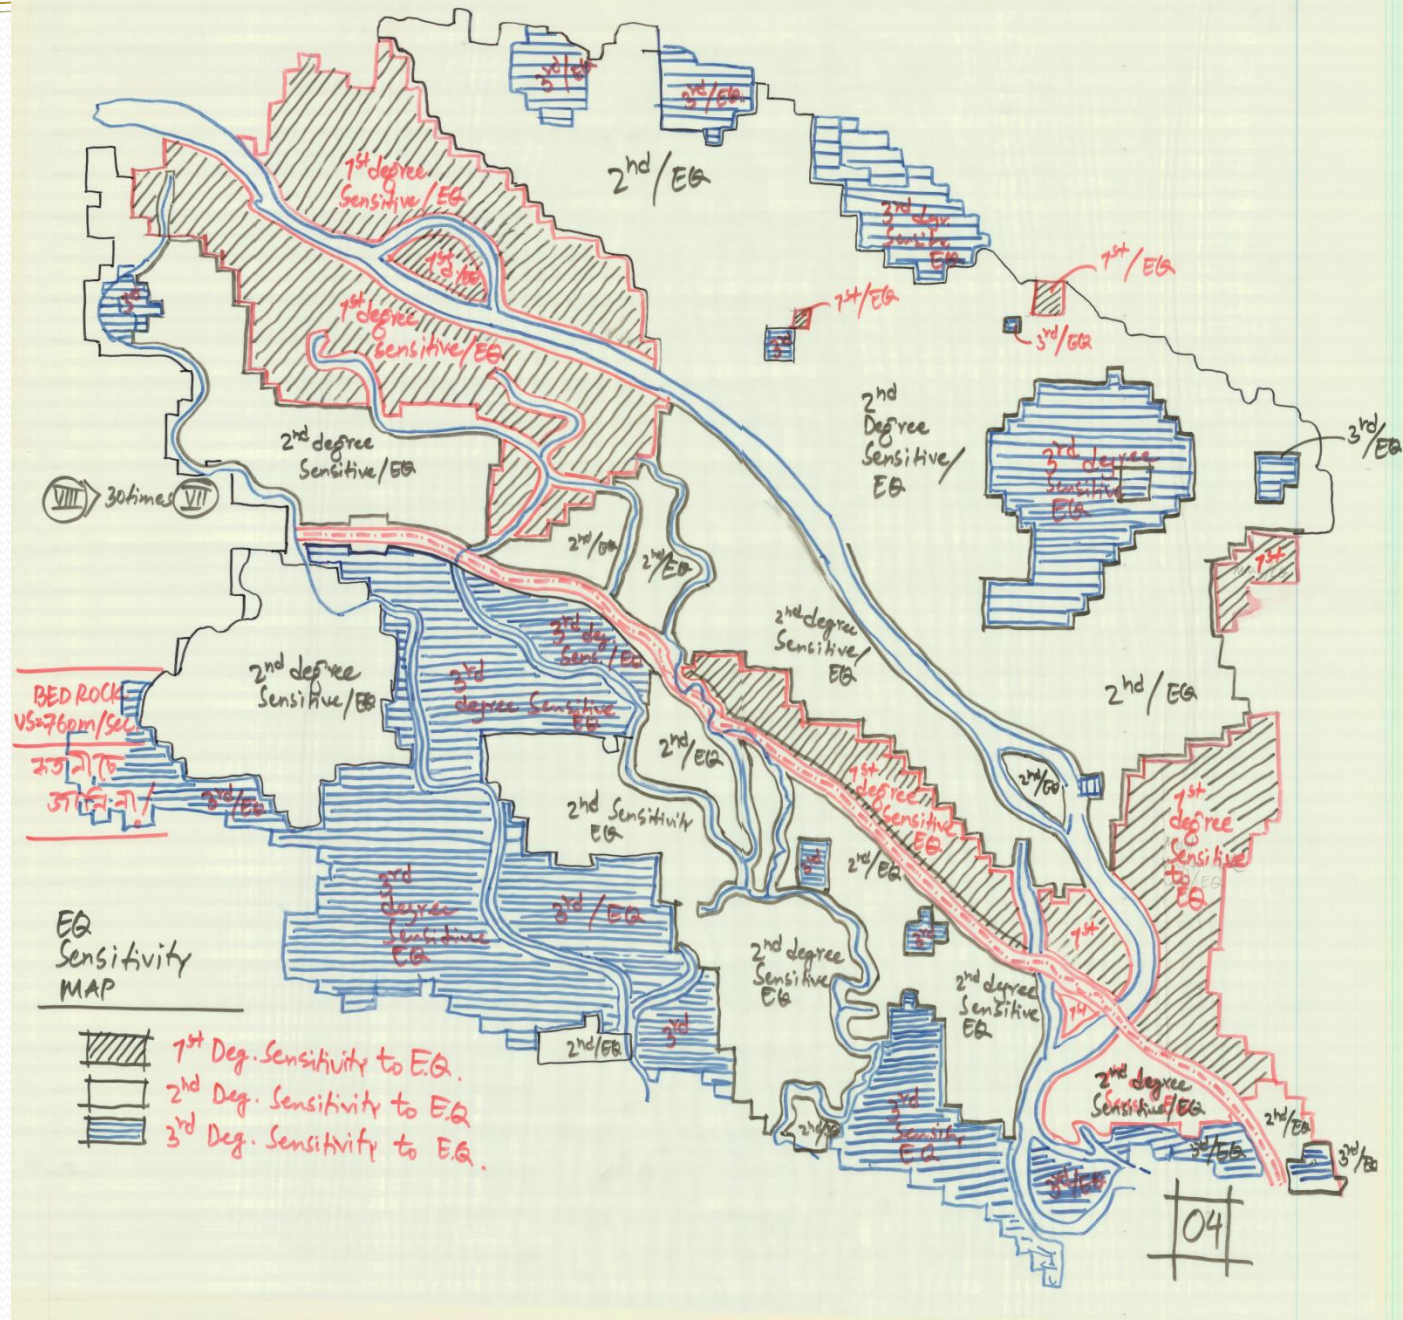 3rd/EQ
3rd/EQ
2nd/EQ
1st degree
Sensitive/EQ
3rd degr.
Sensitive
EQ
1st
d/EQ
1st/EQ
1st/EQ
3rd
1st degree
Sensitive/EQ
3rd
3rd/EQ
2nd
Degree
Sensitive/
EQ
2nd degree
Sensitive/EQ
3rd/EQ
3rd degree
Sensitive
EQ
VIII > 30times VII
2nd/EQ
2nd/EQ
1st
2nd degree
Sensitive/
EQ
3rd deg.
Sens./EQ
2nd degree
Sensitive/EQ
3rd
degree Sensitive
EQ
2nd/EQ
BED ROCK
VS=760m/Sec.
2nd/EQ
2nd/EQ
1st
degree
Sensitive
EQ
1st
degree
Sensitive
to
EQ
3rd/EQ
2nd Sensitivity
EQ
3rd
2nd/EQ
3rd
degree
Sensitive
EQ
3rd/EQ
3rd
1st
EQ
Sensitivity
MAP
2nd degree
Sensitive
EQ
2nd degree
Sensitive
EQ
1st
3rd
2nd/EQ
1st Deg. Sensitivity to E.Q.
2nd Deg. Sensitivity to E.Q
3rd Deg. Sensitivity to E.Q.
2nd degree
Sensitive/EQ
3rd
Sensitive
EQ
2nd/EQ
3rd/EQ
3rd/EQ
3rd/EQ
04